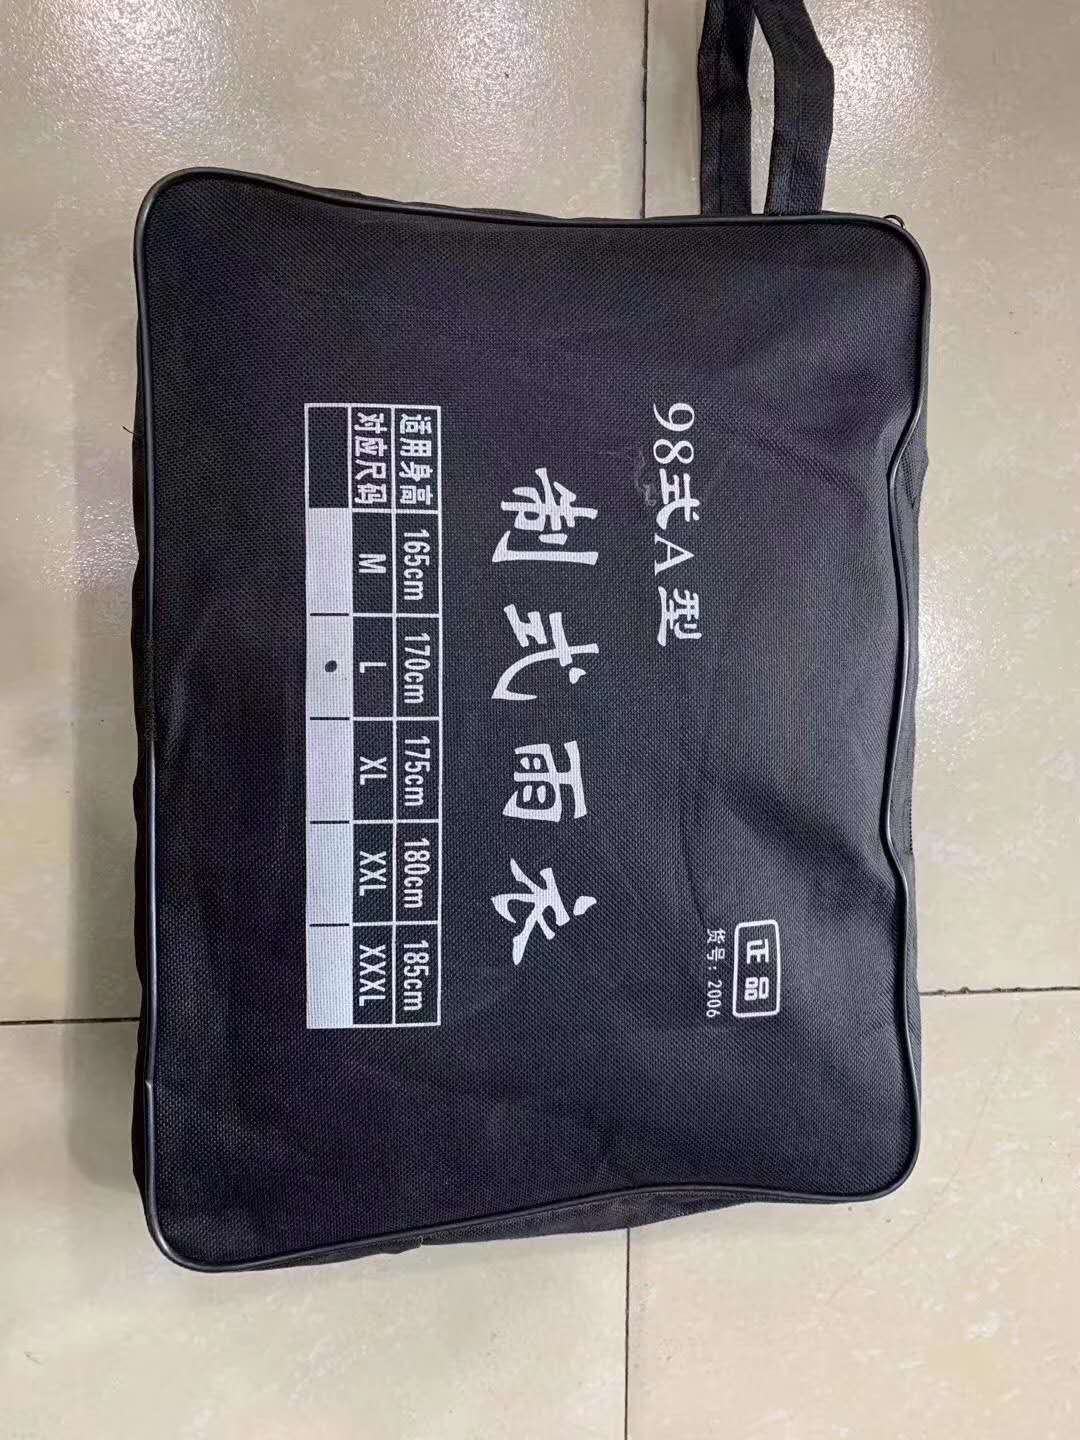 98式A型
制式雨衣
适用身高 165cm 170cm 175cm 180cm 185cm
对应尺码 M L XL XXL XXXL
正品
货号:2006